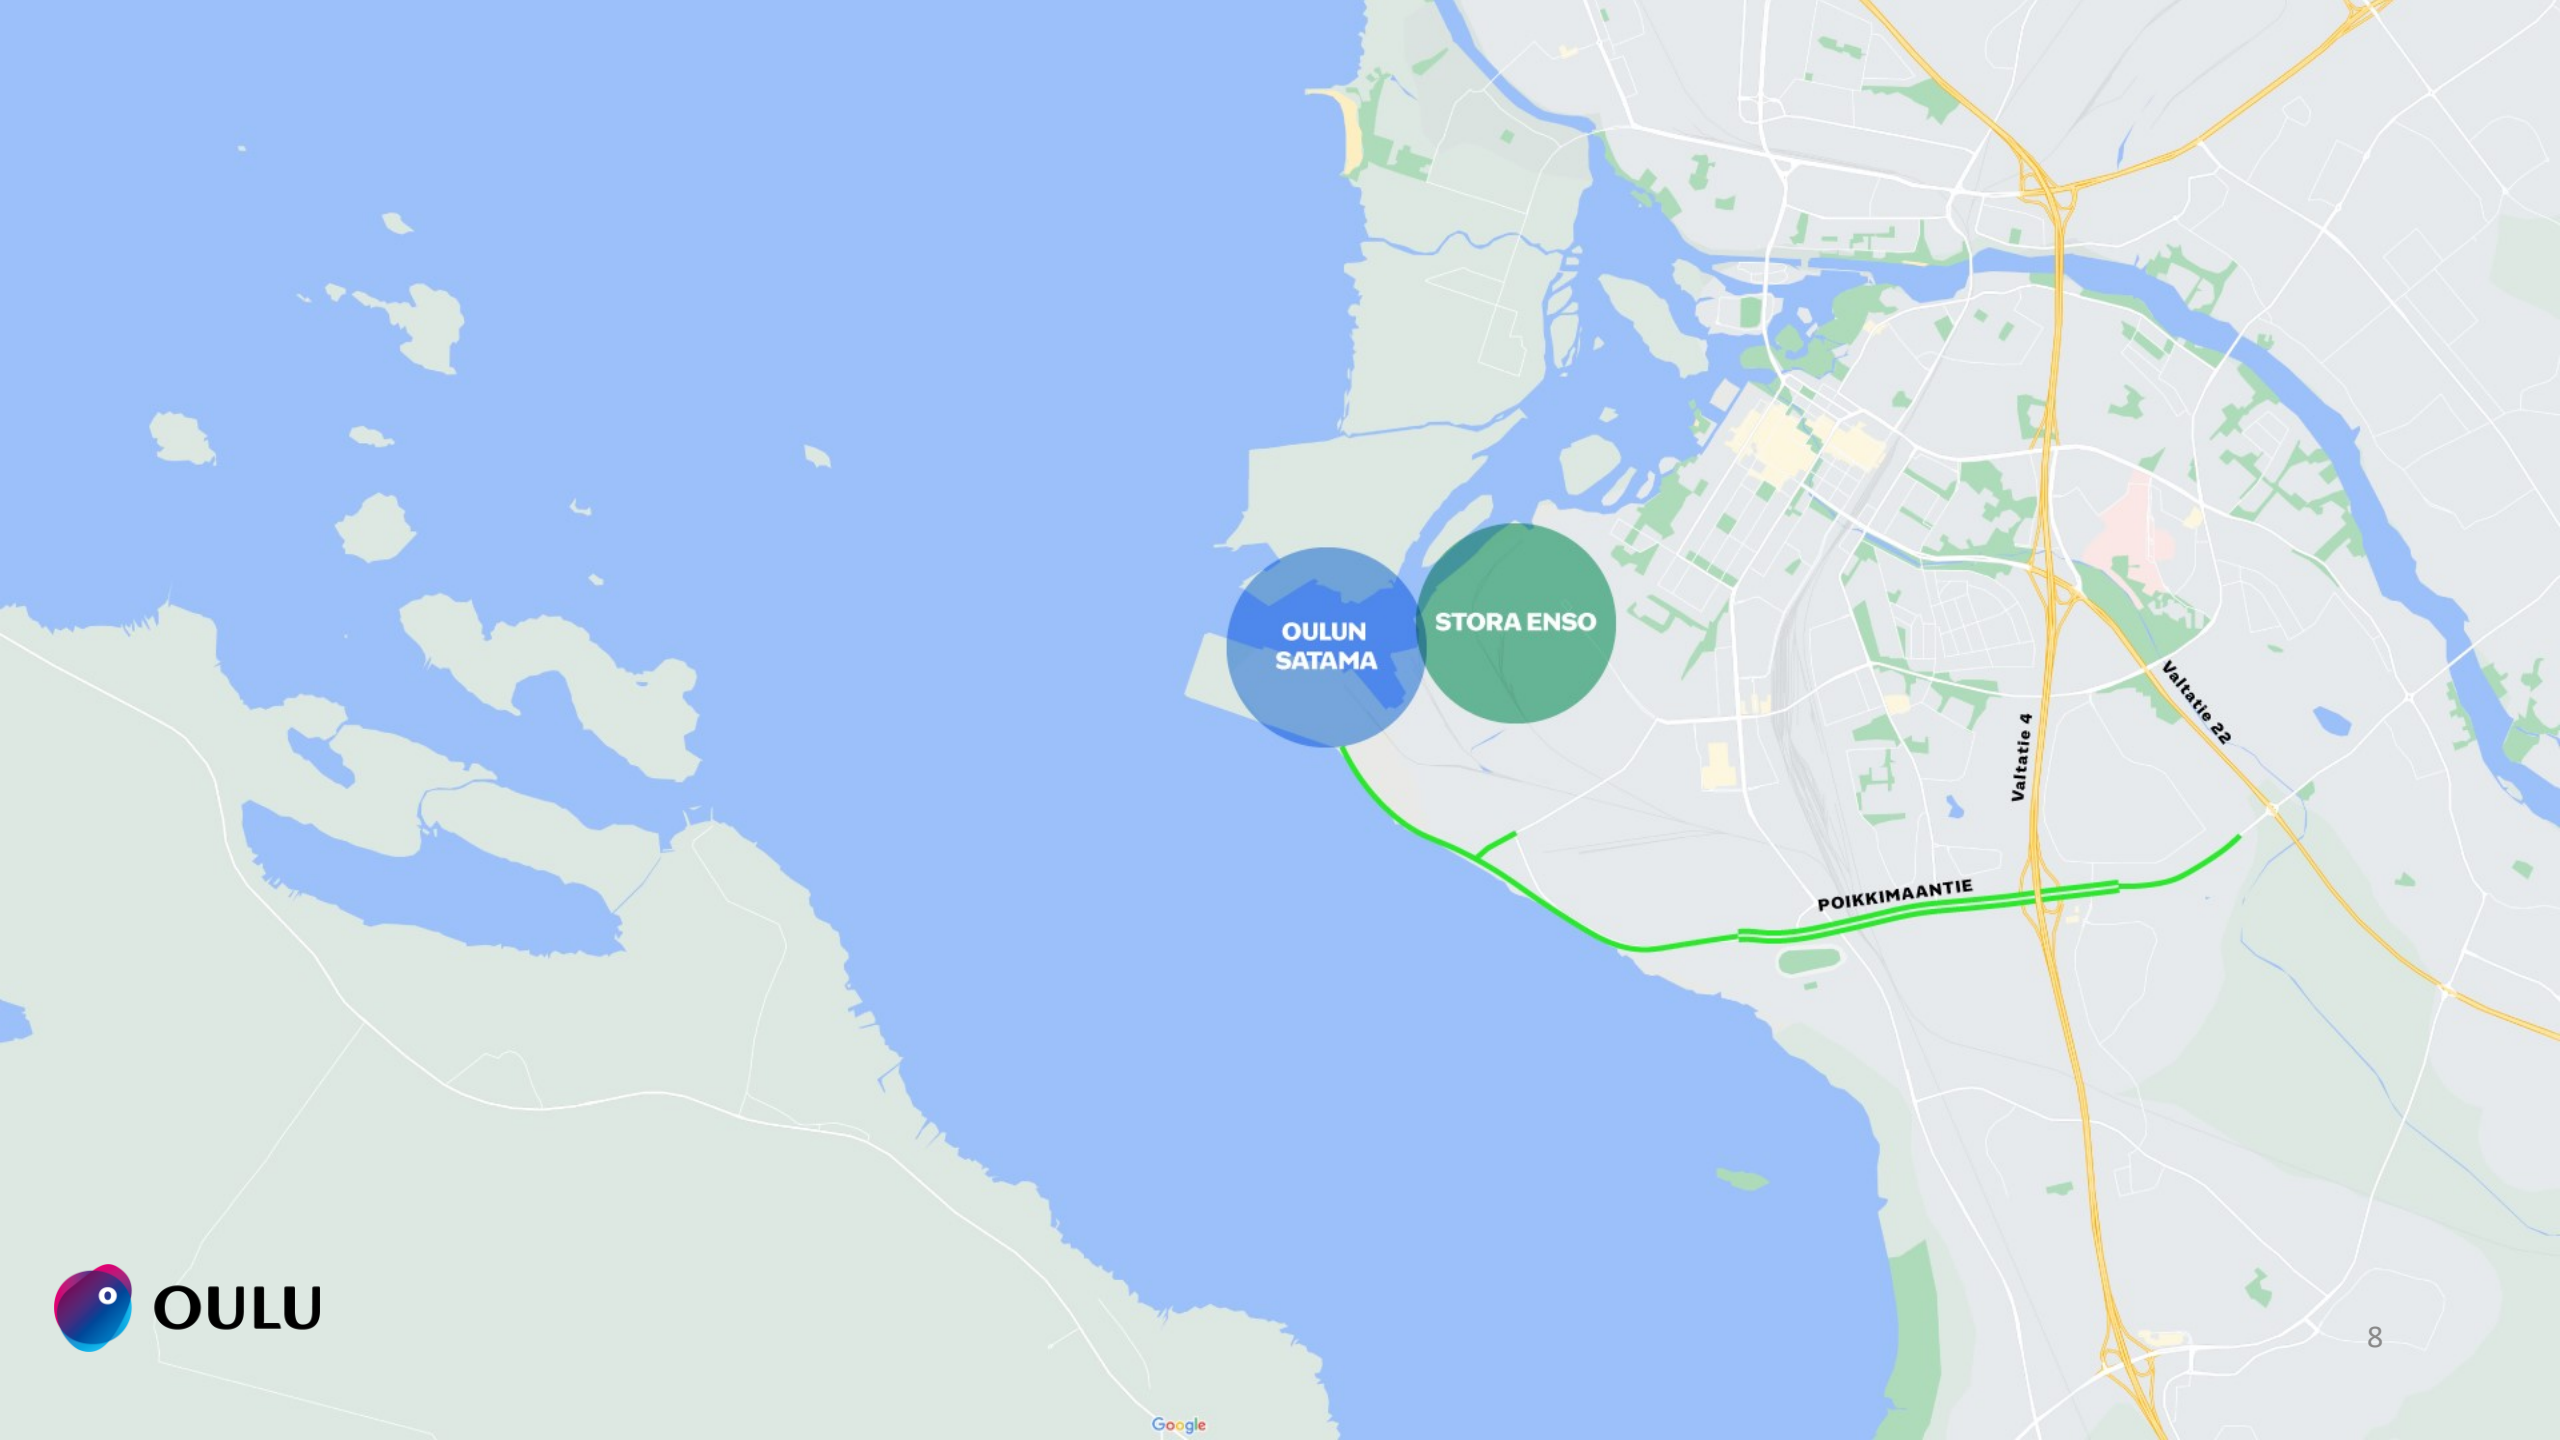 OULUN
SATAMA
STORA ENSO
Valtatie 22
Valtatie 4
POIKKIMAANTIE
OULU
8
Google